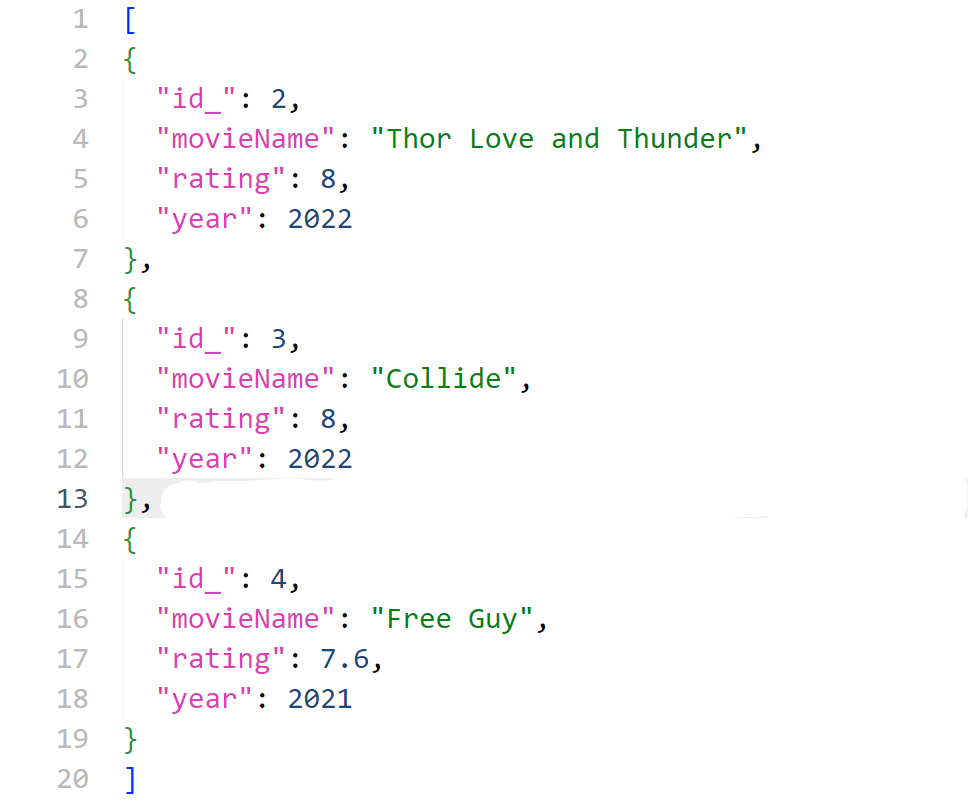 1 [
2 {
3   "id_": 2,
4   "movieName": "Thor Love and Thunder",
5   "rating": 8,
6   "year": 2022
7 },
8 {
9   "id_": 3,
10   "movieName": "Collide",
11   "rating": 8,
12   "year": 2022
13 },
14 {
15   "id_": 4,
16   "movieName": "Free Guy",
17   "rating": 7.6,
18   "year": 2021
19 }
20 ]